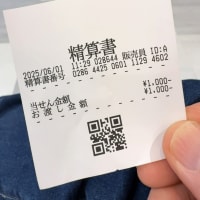 精算書
2025/06/01 11:29 028644 販売員 ID:A
精算書番号 0286 4425 0601 1129 4602
当せん金額 ¥1,000-
お渡し金額 ¥1,000-